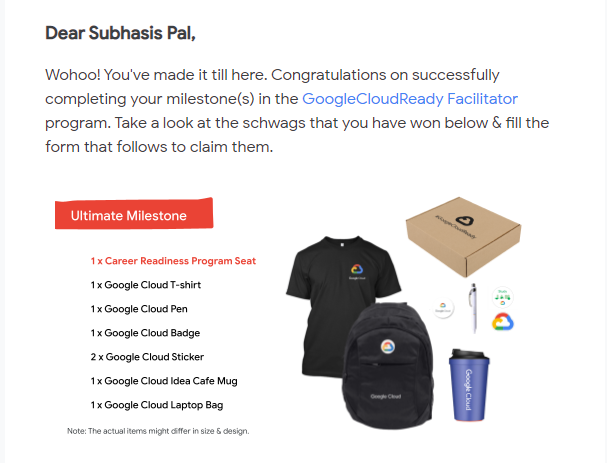 Dear Subhasis Pal,
Wohoo! You've made it till here. Congratulations on successfully
completing your milestone(s) in the GoogleCloudReady Facilitator
program. Take a look at the schwags that you have won below & fill the
form that follows to claim them.
Ultimate Milestone
1 x Career Readiness Program Seat
1 x Google Cloud T-shirt
1 x Google Cloud Pen
1 x Google Cloud Badge
2 x Google Cloud Sticker
1 x Google Cloud Idea Cafe Mug
1 x Google Cloud Laptop Bag
Note: The actual items might differ in size & design.
#GoogleCloudReady
Google Cloud
Google Cloud
Google Cloud